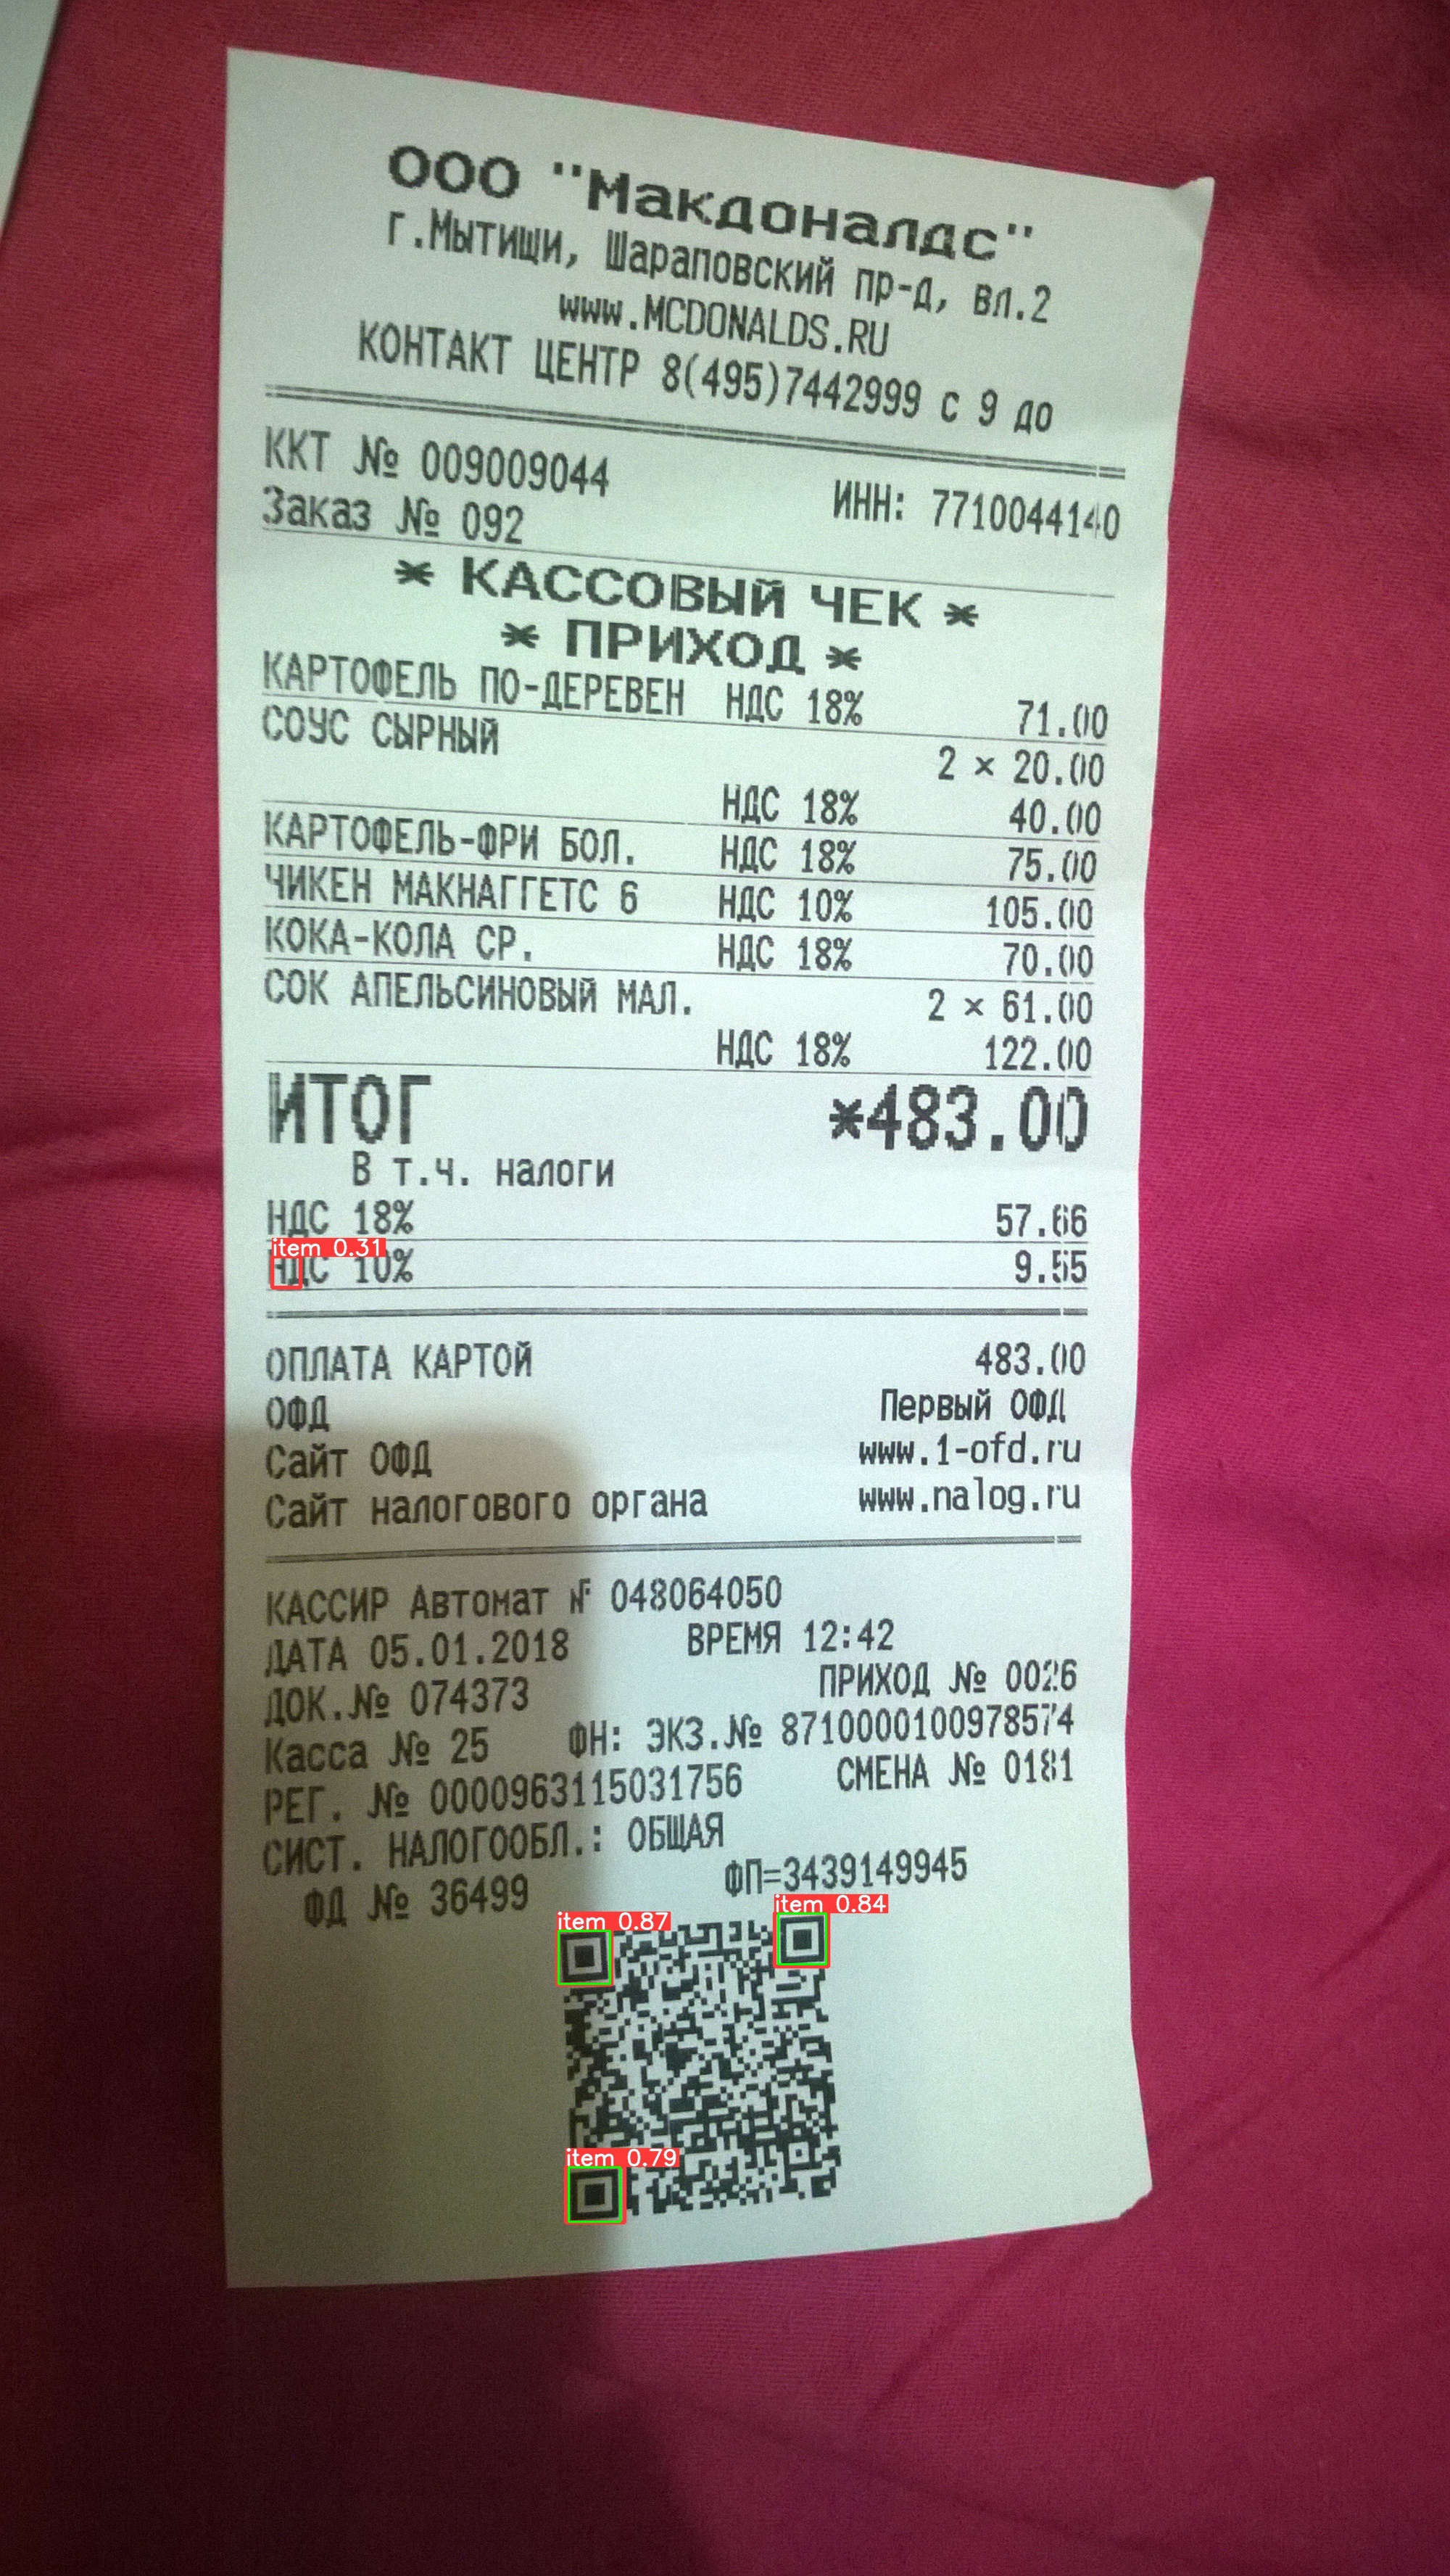 ООО "Макдоналдс"
г.Мытищи, Шараповский пр-д, вл.2
www.MCDONALDS.RU
КОНТАКТ ЦЕНТР 8(495)7442999 с 9 до
ККТ № 009009044 ИНН: 7710044140
Заказ № 092
* КАССОВЫЙ ЧЕК *
* ПРИХОД *
КАРТОФЕЛЬ ПО-ДЕРЕВЕН НДС 18% 71.00
СОУС СЫРНЫЙ 2 × 20.00
НДС 18% 40.00
КАРТОФЕЛЬ-ФРИ БОЛ. НДС 18% 75.00
ЧИКЕН МАКНАГГЕТС 6 НДС 10% 105.00
КОКА-КОЛА СР. НДС 18% 70.00
СОК АПЕЛЬСИНОВЫЙ МАЛ. 2 × 61.00
НДС 18% 122.00
ИТОГ *483.00
В т.ч. налоги
НДС 18% 57.66
item 0.31
НДС 10% 9.55
ОПЛАТА КАРТОЙ 483.00
ОФД Первый ОФД
Сайт ОФД www.1-ofd.ru
Сайт налогового органа www.nalog.ru
КАССИР Автомат № 048064050
ДАТА 05.01.2018 ВРЕМЯ 12:42
ДОК.№ 074373 ПРИХОД № 0026
Касса № 25 ФН: ЭКЗ.№ 8710000100978574
РЕГ. № 0000963115031756 СМЕНА № 0181
СИСТ. НАЛОГООБЛ.: ОБЩАЯ
ФД № 36499 ФП=3439149945
item 0.87 item 0.84
item 0.79